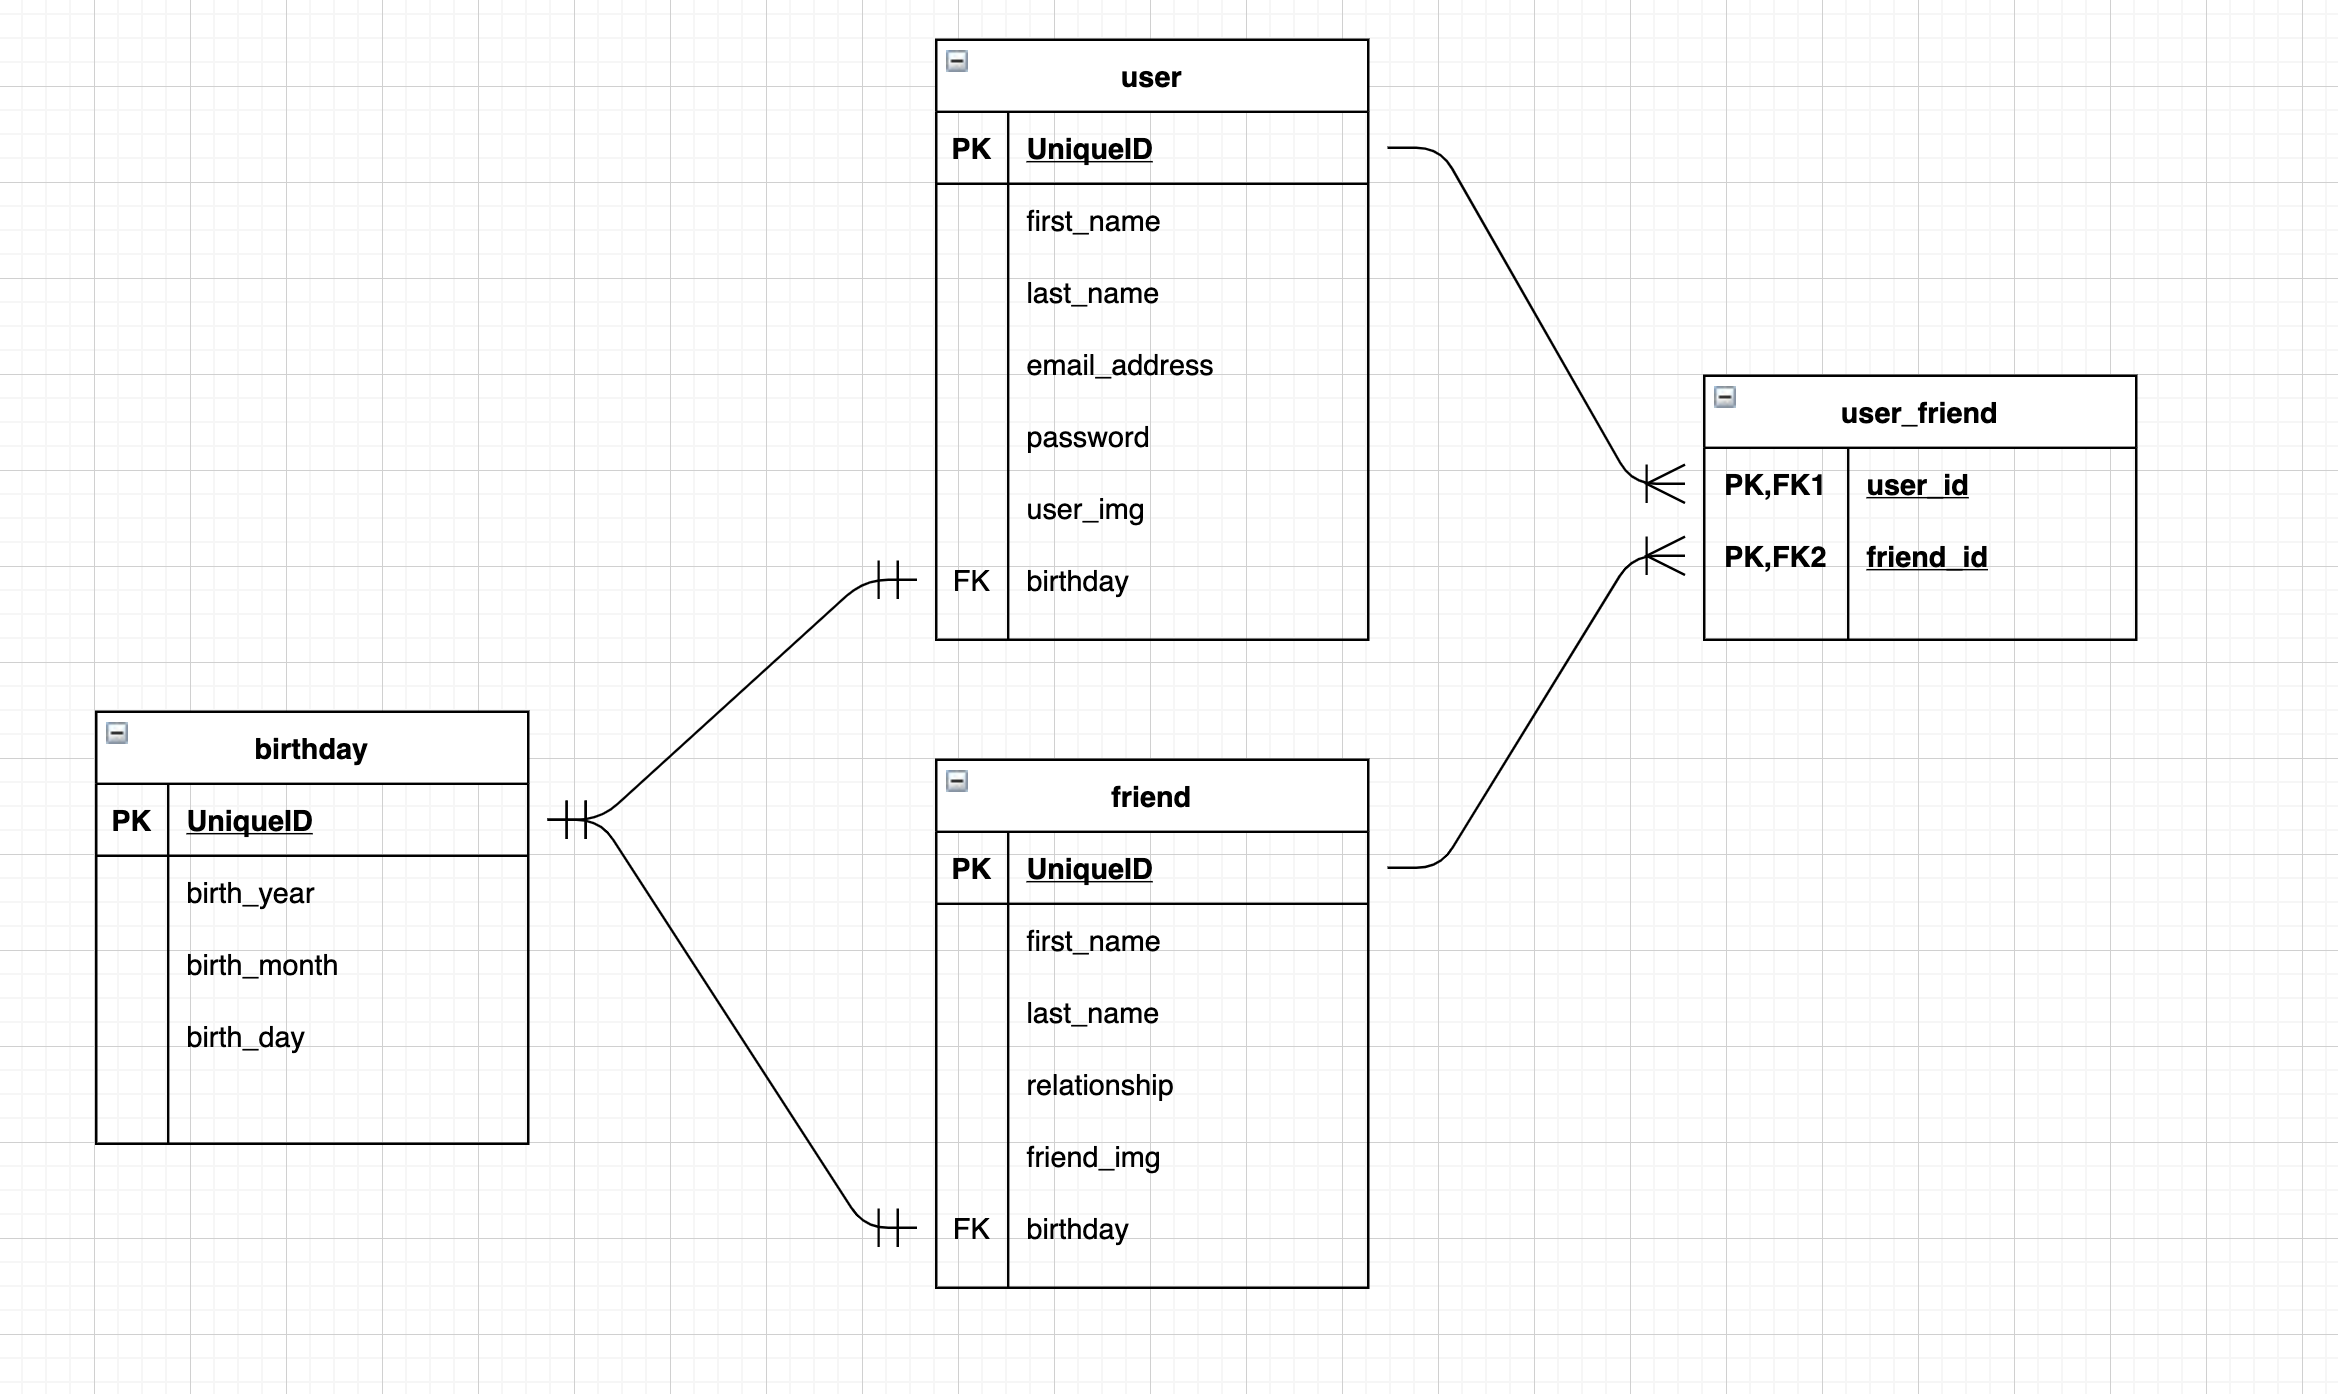 user
PK UniqueID
first_name
last_name
email_address
password
user_img
FK birthday
user_friend
PK,FK1 user_id
PK,FK2 friend_id
birthday
PK UniqueID
birth_year
birth_month
birth_day
friend
PK UniqueID
first_name
last_name
relationship
friend_img
FK birthday